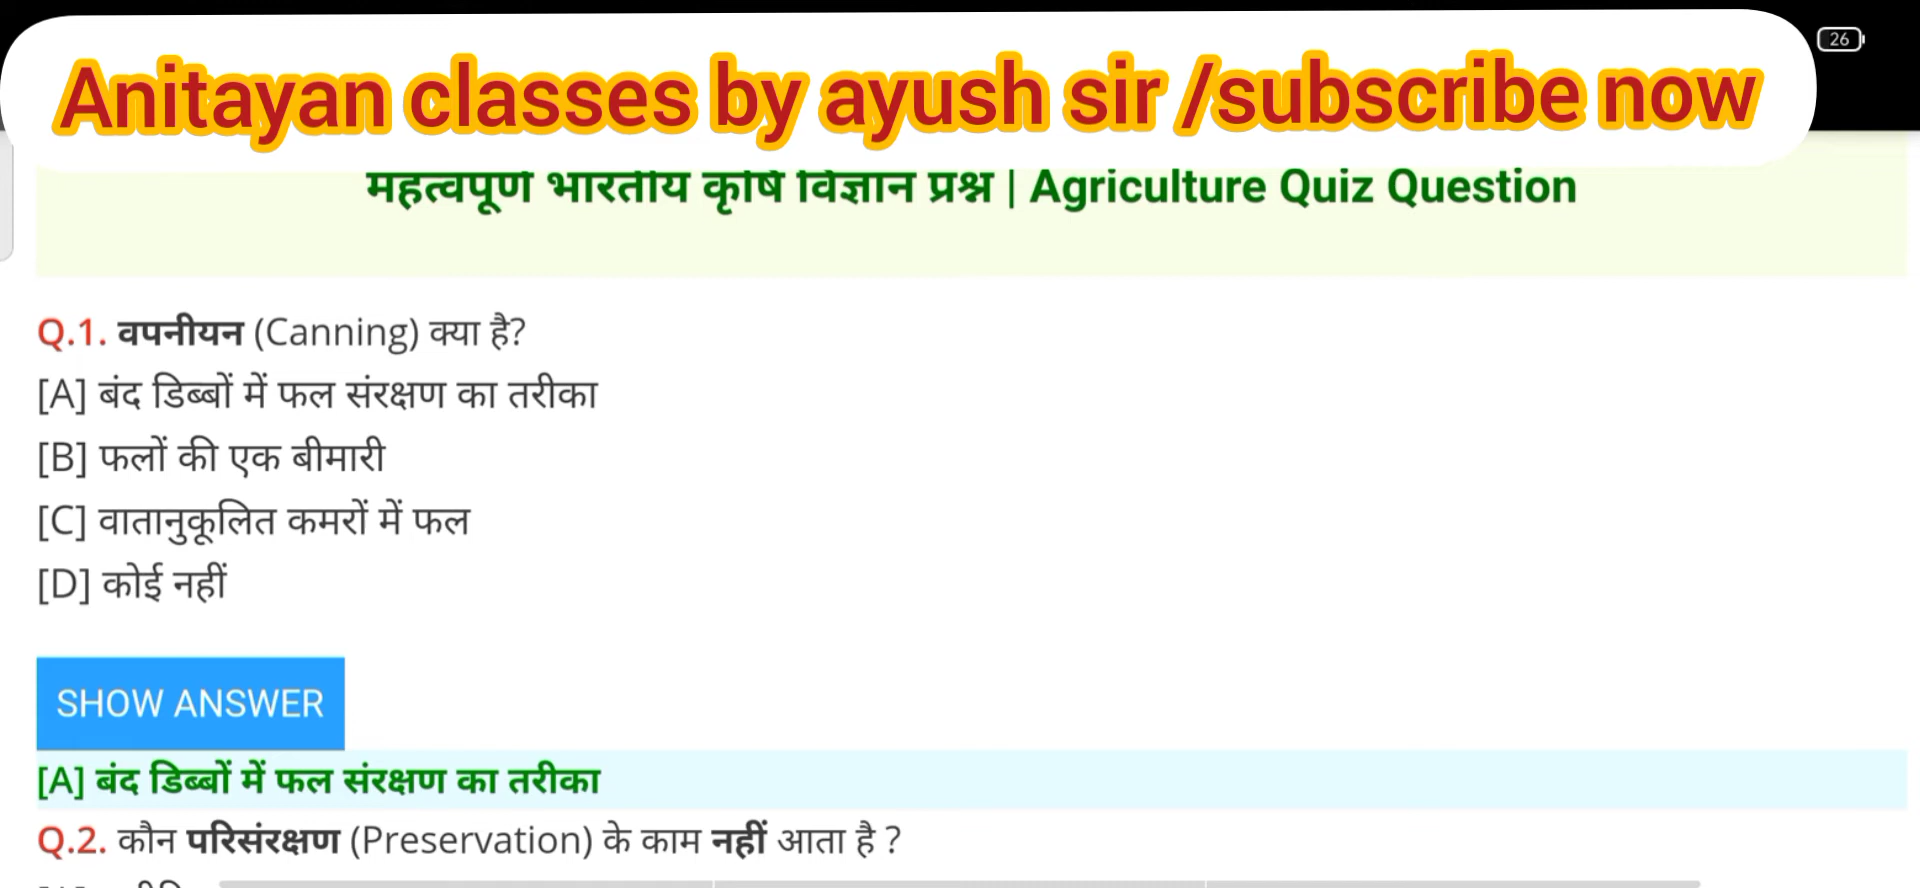 26
Anitayan classes by ayush sir /subscribe now
महत्वपूर्ण भारतीय कृषि विज्ञान प्रश्न | Agriculture Quiz Question
Q.1. वपनीयन (Canning) क्या है?
[A] बंद डिब्बों में फल संरक्षण का तरीका
[B] फलों की एक बीमारी
[C] वातानुकूलित कमरों में फल
[D] कोई नहीं
SHOW ANSWER
[A] बंद डिब्बों में फल संरक्षण का तरीका
Q.2. कौन परिसंरक्षण (Preservation) के काम नहीं आता है ?